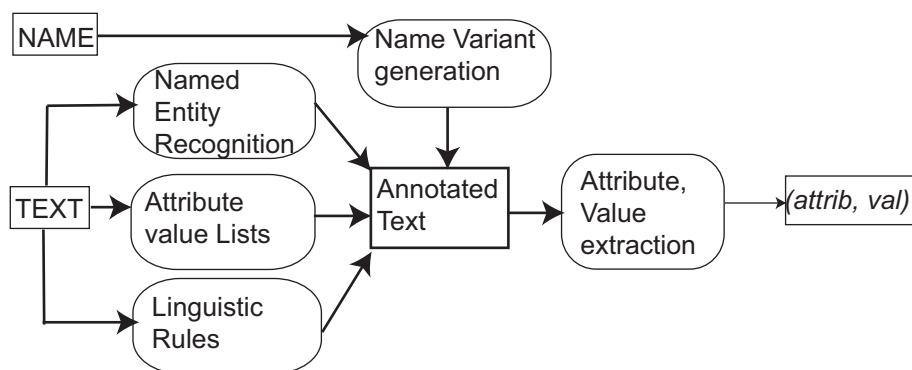 NAME
Name Variant
generation
Named
Entity
Recognition
TEXT
Attribute
value Lists
Annotated
Text
Attribute,
Value
extraction
(attrib, val)
Linguistic
Rules